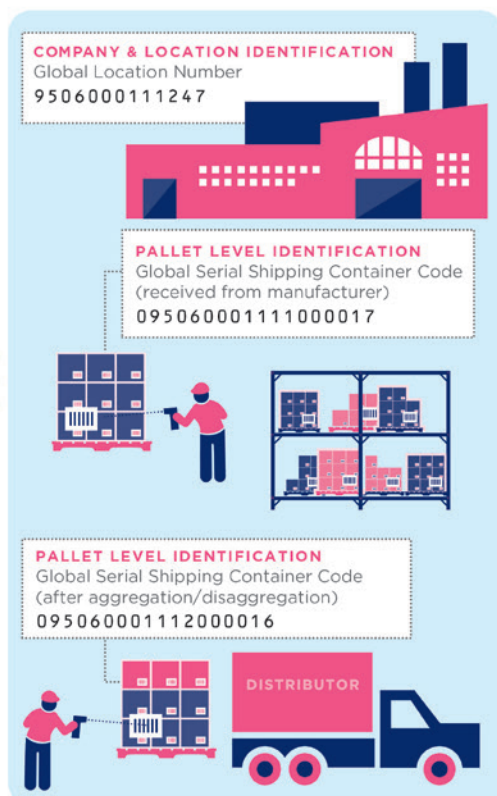 COMPANY & LOCATION IDENTIFICATION
Global Location Number
9506000111247
PALLET LEVEL IDENTIFICATION
Global Serial Shipping Container Code
(received from manufacturer)
095060001111000017
PALLET LEVEL IDENTIFICATION
Global Serial Shipping Container Code
(after aggregation/disaggregation)
095060001112000016
DISTRIBUTOR